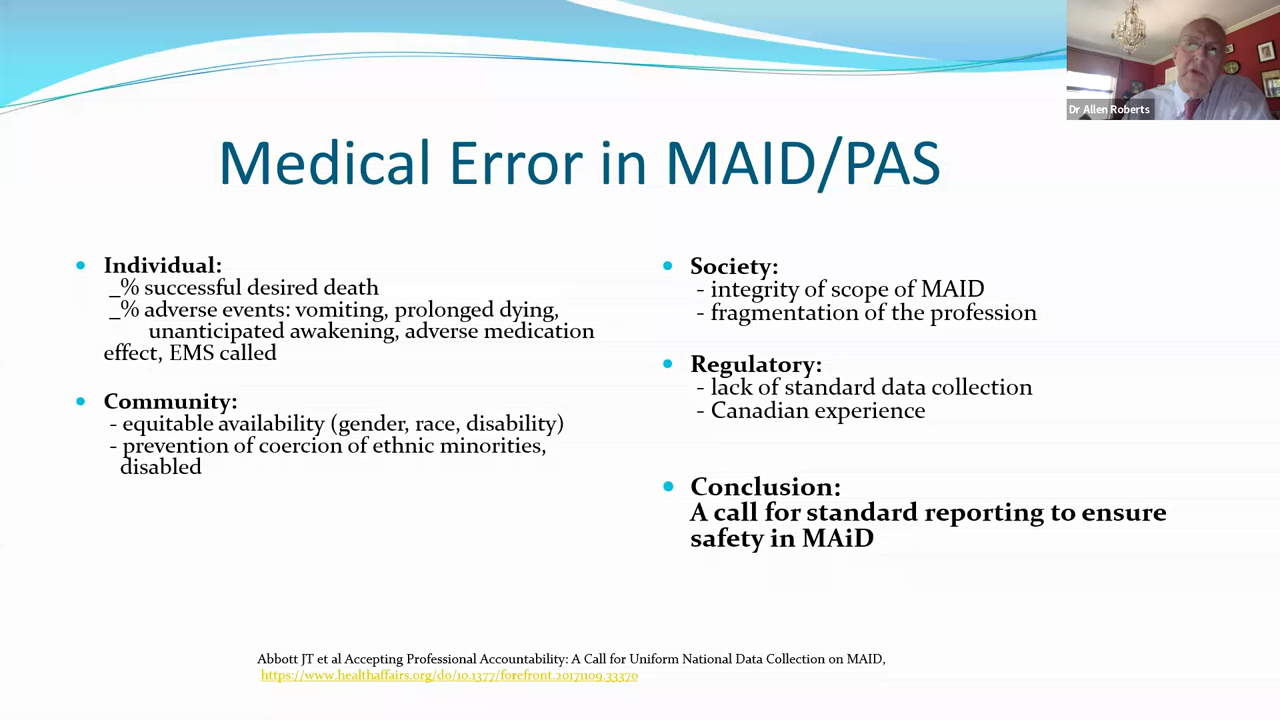 Dr Allen Roberts
Medical Error in MAID/PAS
• Individual:
_% successful desired death
_% adverse events: vomiting, prolonged dying,
unanticipated awakening, adverse medication
effect, EMS called
• Community:
- equitable availability (gender, race, disability)
- prevention of coercion of ethnic minorities,
disabled
• Society:
- integrity of scope of MAID
- fragmentation of the profession
• Regulatory:
- lack of standard data collection
- Canadian experience
• Conclusion:
A call for standard reporting to ensure
safety in MAiD
Abbott JT et al Accepting Professional Accountability: A Call for Uniform National Data Collection on MAID,
https://www.healthaffairs.org/do/10.1377/forefront.20171109.33370